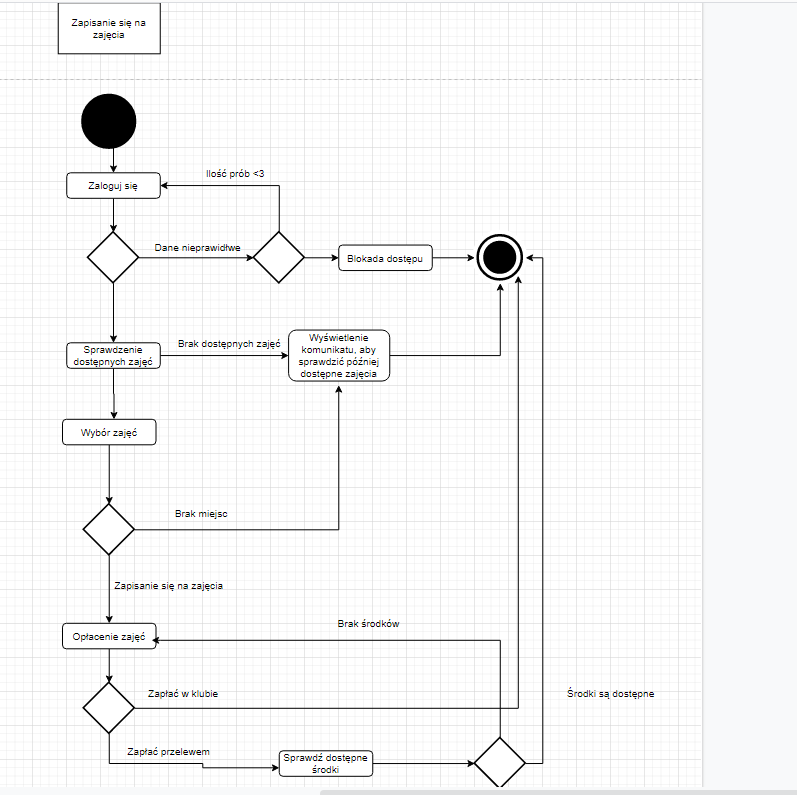 Zapisanie się na
zajęcia
Ilość prób <3
Zaloguj się
Dane nieprawidłwe
Blokada dostępu
Sprawdzenie
dostępnych zajęć
Brak dostępnych zajęć
Wyświetlenie
komunikatu, aby
sprawdzić później
dostępne zajęcia
Wybór zajęć
Brak miejsc
Zapisanie się na zajęcia
Brak środków
Opłacenie zajęć
Zapłać w klubie
Środki są dostępne
Zapłać przelewem
Sprawdź dostępne
środki